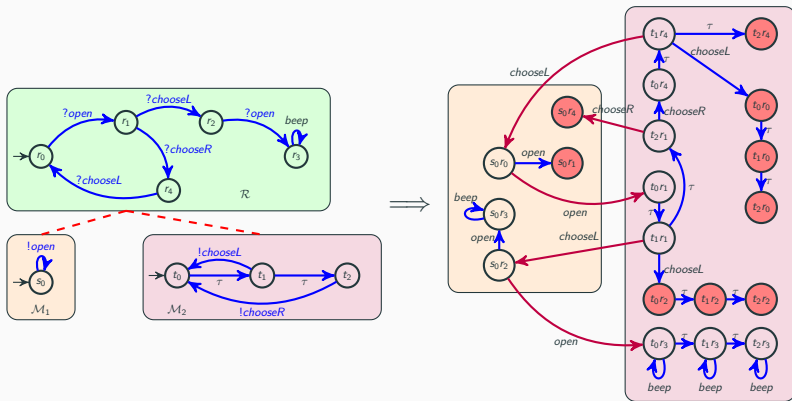 ?open
?chooseL
?open
beep
r0
r1
r2
r3
?chooseR
?chooseL
r4
R
!open
s0
M1
!chooseL
t0
τ
t1
τ
t2
!chooseR
M2
⟹
chooseL
s0r4
chooseR
s0r0
open
s0r1
beep
s0r3
open
open
chooseL
s0r2
open
t1r4
τ
t2r4
chooseL
τ
t0r4
chooseR
t2r1
t0r0
τ
t1r0
τ
t2r0
t0r1
τ
τ
t1r1
chooseL
t0r2
τ
t1r2
τ
t2r2
t0r3
τ
t1r3
τ
t2r3
beep
beep
beep